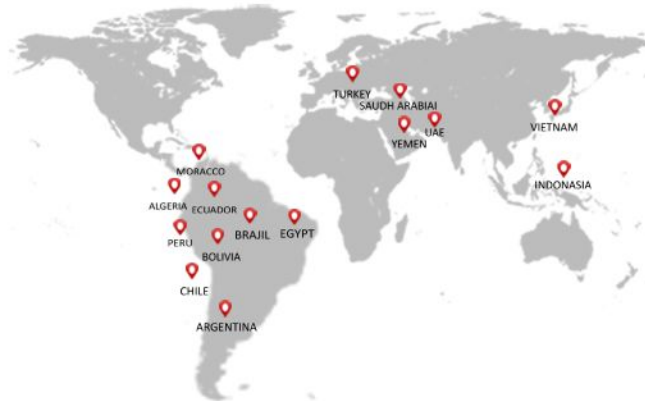 TURKEY
SAUDH ARABIAI
VIETNAM
UAE
YEMEN
MORACCO
INDONASIA
ALGERIA
ECUADOR
BRAJIL
EGYPT
PERU
BOLIVIA
CHILE
ARGENTINA